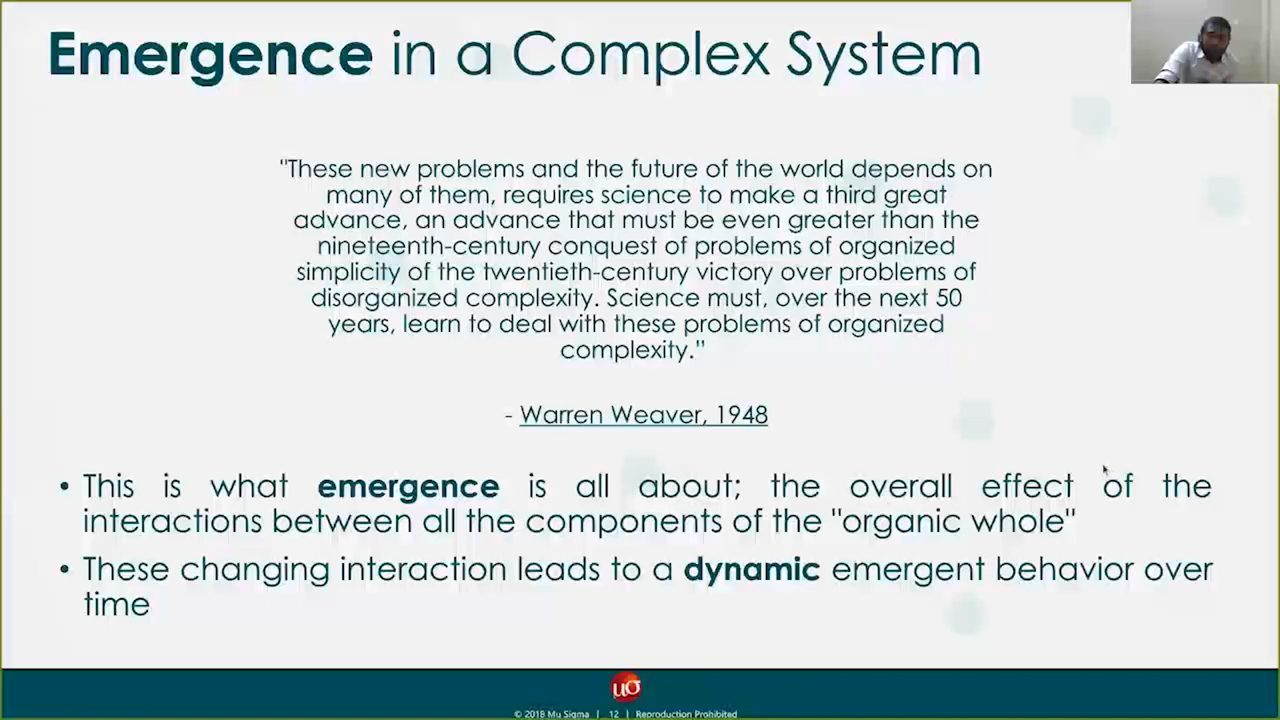 Emergence in a Complex System
"These new problems and the future of the world depends on
many of them, requires science to make a third great
advance, an advance that must be even greater than the
nineteenth-century conquest of problems of organized
simplicity of the twentieth-century victory over problems of
disorganized complexity. Science must, over the next 50
years, learn to deal with these problems of organized
complexity."
- Warren Weaver, 1948
• This is what emergence is all about; the overall effect of the
interactions between all the components of the "organic whole"
• These changing interaction leads to a dynamic emergent behavior over
time
μσ
© 2018 Mu Sigma | 12 | Reproduction Prohibited